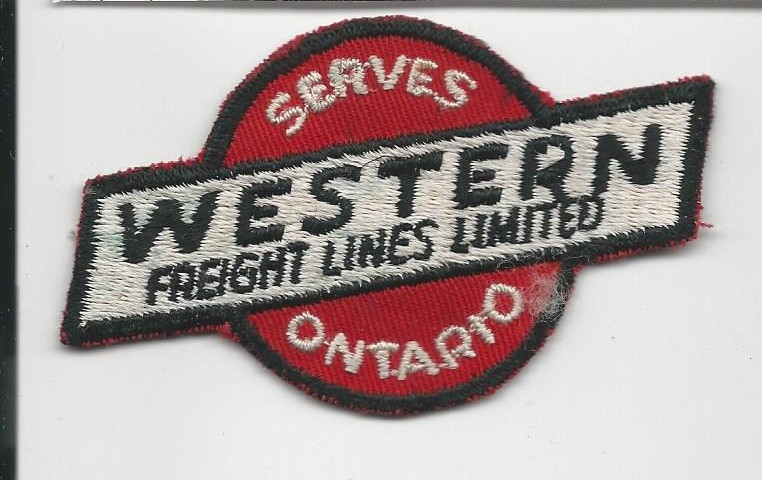 SERVES
WESTERN
FREIGHT LINES LIMITED
ONTARIO